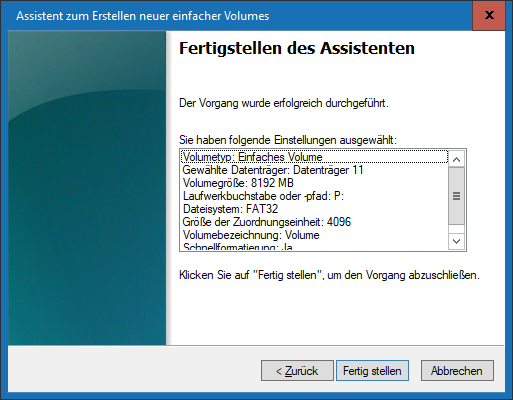 Assistent zum Erstellen neuer einfacher Volumes
x
Fertigstellen des Assistenten
Der Vorgang wurde erfolgreich durchgeführt.
Sie haben folgende Einstellungen ausgewählt:
Volumetyp: Einfaches Volume
Gewählte Datenträger: Datenträger 11
Volumegröße: 8192 MB
Laufwerkbuchstabe oder -pfad: P:
Dateisystem: FAT32
Größe der Zuordnungseinheit: 4096
Volumebezeichnung: Volume
Schnellformatierung: Ja
Klicken Sie auf "Fertig stellen", um den Vorgang abzuschließen.
< Zurück Fertig stellen Abbrechen